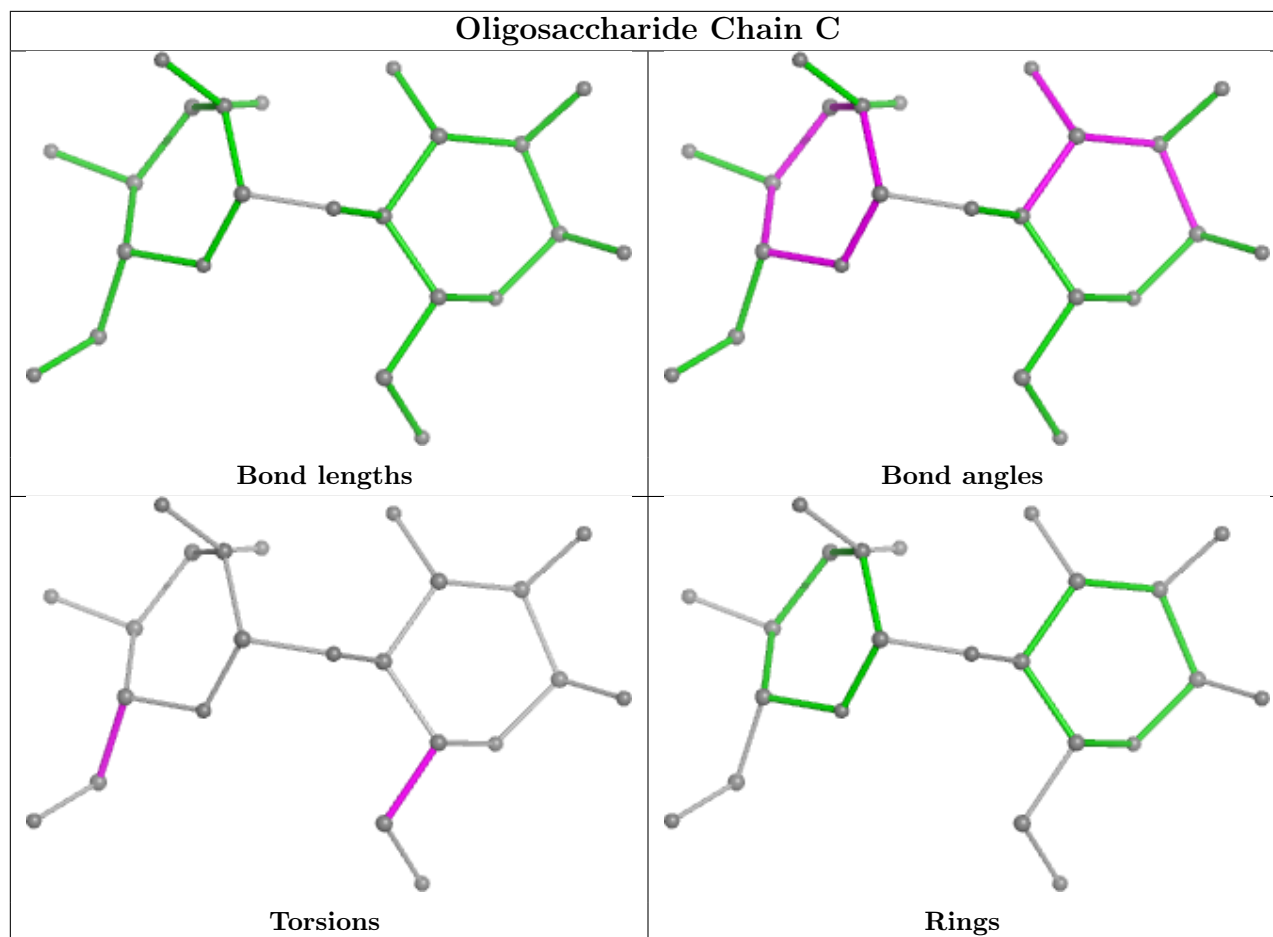 Oligosaccharide Chain C
Bond lengths
Bond angles
Torsions
Rings